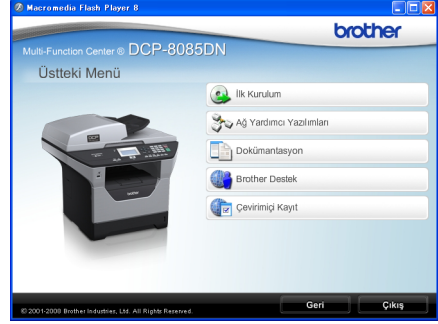 Macromedia Flash Player 8
brother
Multi-Function Center ® DCP-8085DN
Üstteki Menü
İlk Kurulum
Ağ Yardımcı Yazılımları
Dokümantasyon
Brother Destek
Çevirimiçi Kayıt
Geri
Çıkış
© 2001-2008 Brother Industries, Ltd. All Rights Reserved.